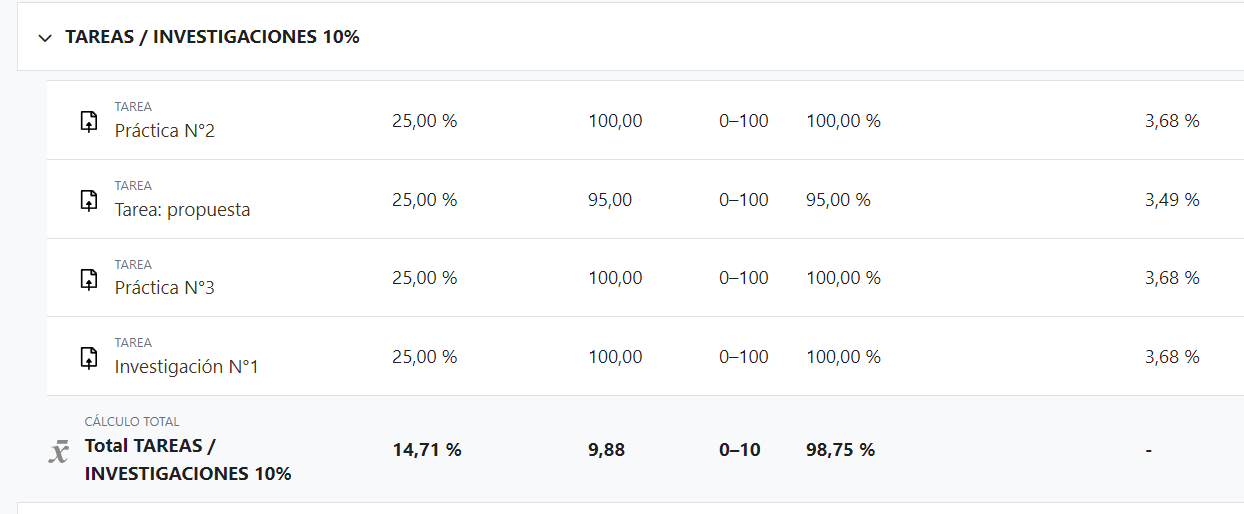 TAREAS / INVESTIGACIONES 10%
TAREA
Práctica N°2 25,00 % 100,00 0–100 100,00 % 3,68 %
TAREA
Tarea: propuesta 25,00 % 95,00 0–100 95,00 % 3,49 %
TAREA
Práctica N°3 25,00 % 100,00 0–100 100,00 % 3,68 %
TAREA
Investigación N°1 25,00 % 100,00 0–100 100,00 % 3,68 %
CÁLCULO TOTAL
Total TAREAS / 14,71 % 9,88 0–10 98,75 % -
INVESTIGACIONES 10%